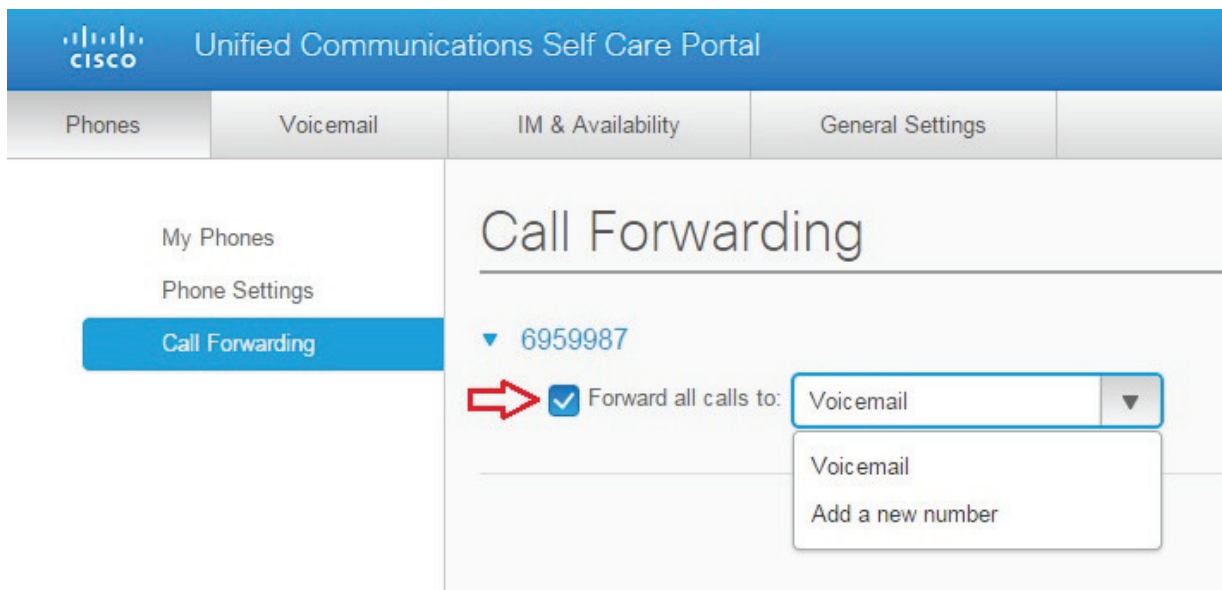 CISCO Unified Communications Self Care Portal
Phones Voicemail IM & Availability General Settings
My Phones
Phone Settings
Call Forwarding
Call Forwarding
6959987
Forward all calls to: Voicemail
Voicemail
Add a new number